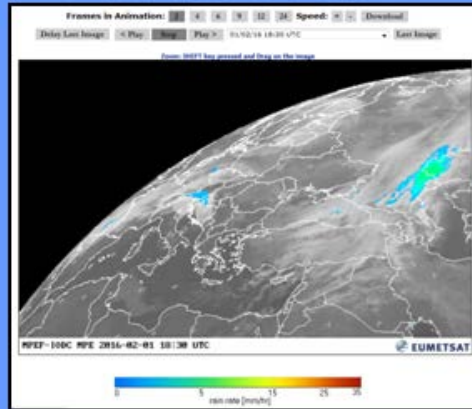 Frames in Animation: 2 4 6 9 12 24 Speed: + - Download
Delay Last Image < Play Stop Play > 01/02/16 18:30 UTC Last Image
Zoom: SHIFT key pressed and Drag on the image
MPEF-IODC MPE 2016-02-01 18:30 UTC EUMETSAT
0 5 15 25 35
rain rate [mm/hr]